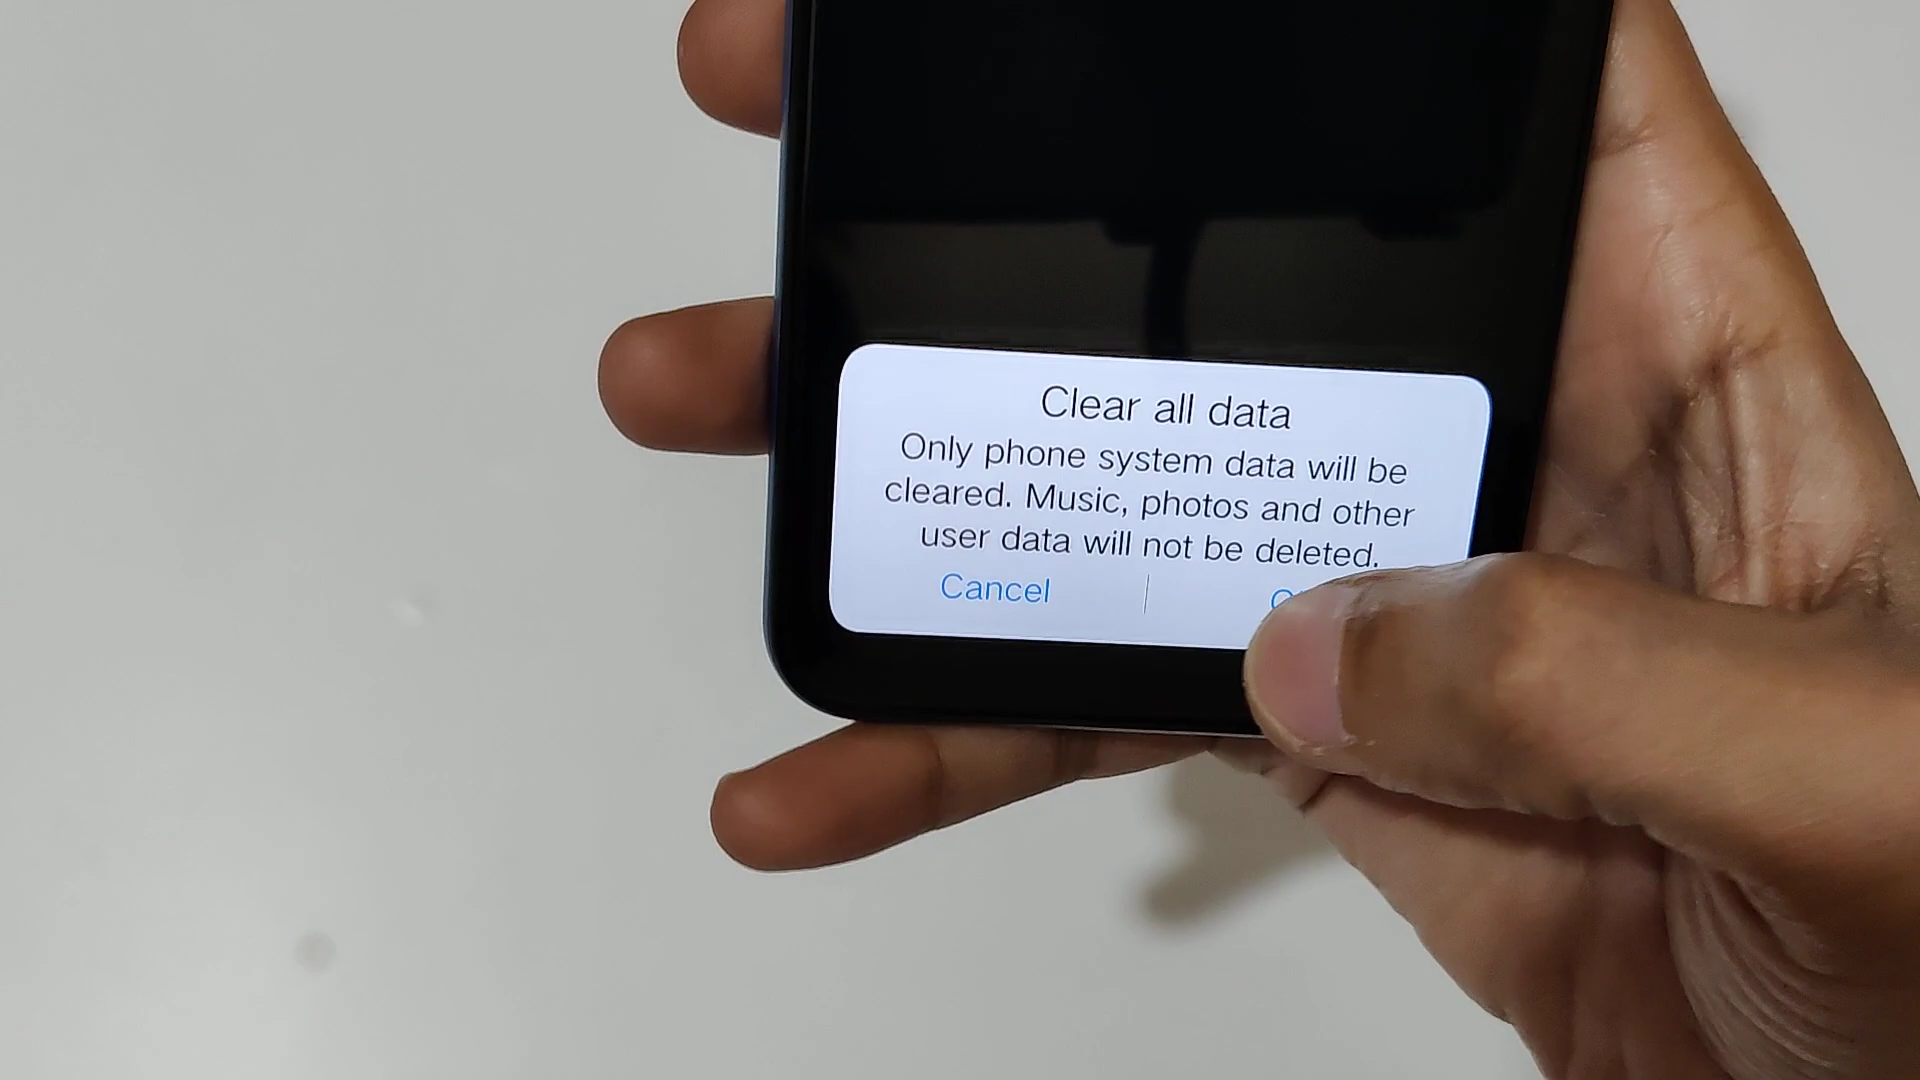 Clear all data
Only phone system data will be
cleared. Music, photos and other
user data will not be deleted.
Cancel